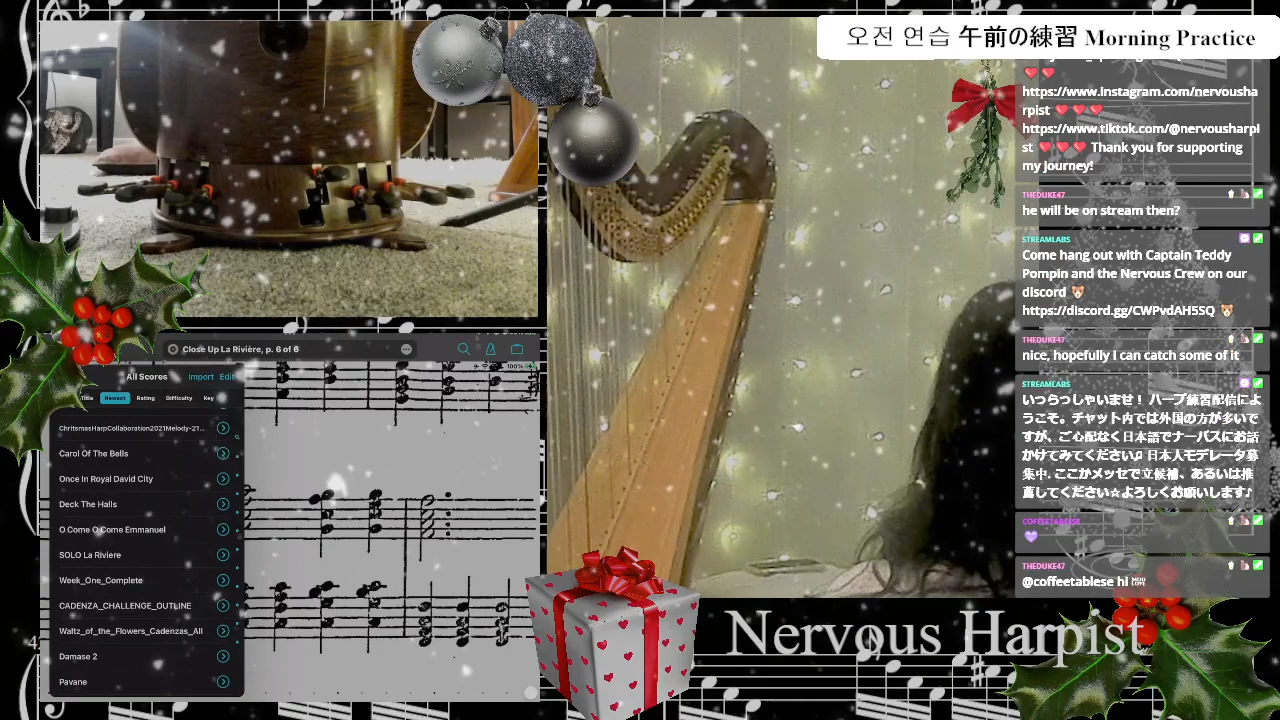 오전 연습 午前の練習 Morning Practice
https://www.instagram.com/nervousha
rpist ❤️ ❤️ ❤️
https://www.tiktok.com/@nervousharpi
st ❤️ ❤️ ❤️ Thank you for supporting
my journey!
THEDUKE47
he will be on stream then?
STREAMLABS
Come hang out with Captain Teddy
Pompin and the Nervous Crew on our
discord 🐻
https://discord.gg/CWPvdAH5SQ 🐻
THEDUKE47
nice, hopefully I can catch some of it
STREAMLABS
いっらっしゃいませ！ ハープ練習配信によ
うこそ。チャット内では外国の方が多いで
すが、ご心配なく日本語でナーバスにお話
かけてみてください♫ 日本人モデレータ募
集中. ここかメッセで立候補、あるいは推
薦してください☆よろしくお願いします♪
COFFEETABLESE
💜
THEDUKE47
@coffeetablese hi
Close Up La Rivière, p. 6 of 6
100%
All Scores Import Edit
Title Newest Rating Difficulty Key
ChritsmasHarpCollaboration2021Melody-21...
Carol Of The Bells
Once In Royal David City
Deck The Halls
O Come O Come Emmanuel
SOLO La Riviere
Week_One_Complete
CADENZA_CHALLENGE_OUTLINE
Waltz_of_the_Flowers_Cadenzas_All
Damase 2
Pavane
Nervous Harpist